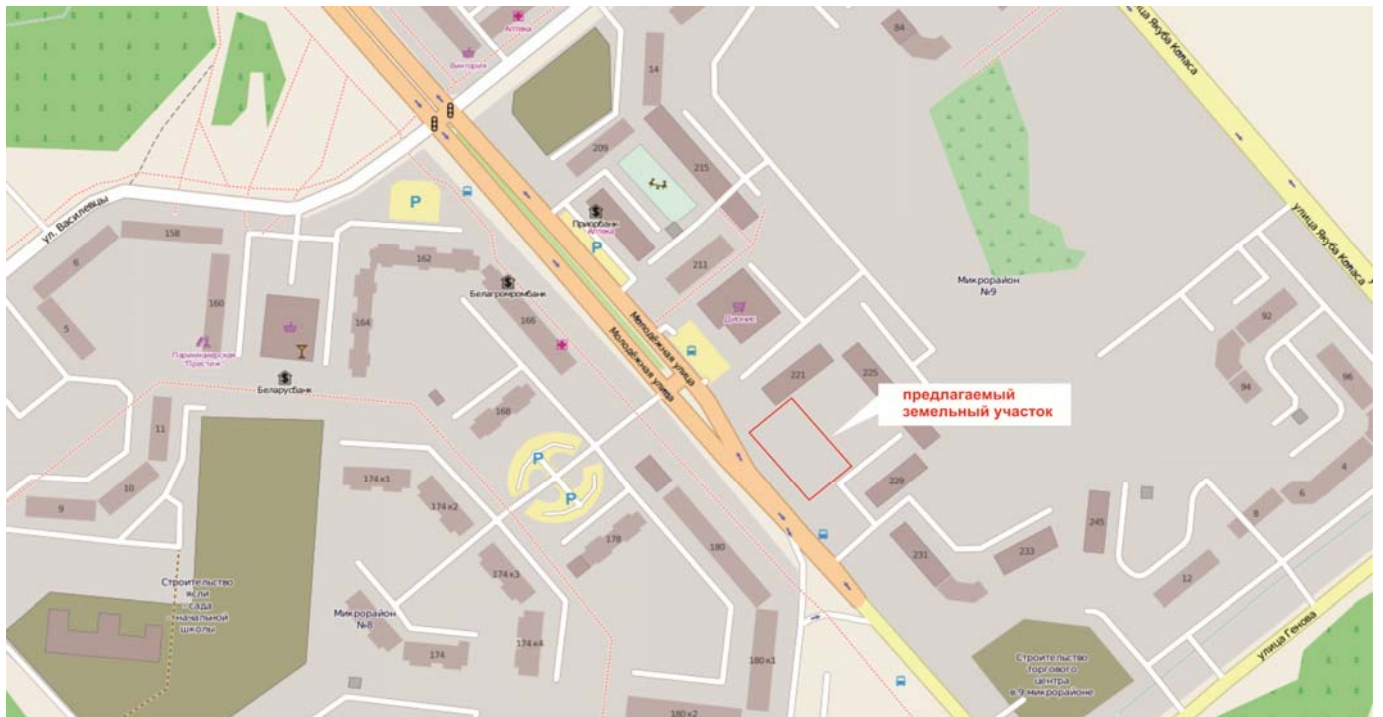 Аптека
Виктория
улица Якуба Коласа
84
14
209
215
P
ул. Василевцы
158
6
Приорбанк
Аптека
P
162
211
улица Якуба Коласа
Микрорайон
№9
Белагропромбанк
160
5
164
166
Дионис
Молодёжная улица
Молодёжная улица
92
Парикмахерская
"Престиж"
Беларусбанк
221
225
94
96
предлагаемый
земельный участок
168
11
P
174 к1
P
174 к2
10
9
229
4
6
8
245
178
180
231
233
174 к3
12
Строительство
ясли
- сада
- начальной
школы
Микрорайон
№8
174
174 к4
180 к1
улица Генова
Строительство
торгового
центра
в 9 микрорайоне
180 к2